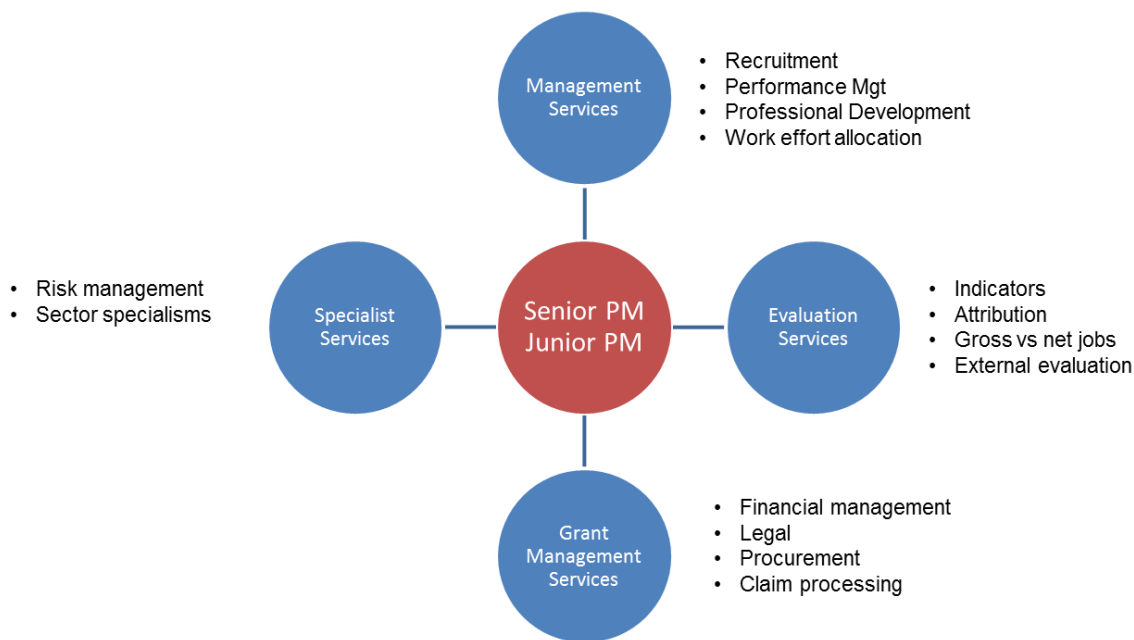 Management
Services
• Recruitment
• Performance Mgt
• Professional Development
• Work effort allocation
• Risk management
• Sector specialisms
Specialist
Services
Senior PM
Junior PM
Evaluation
Services
• Indicators
• Attribution
• Gross vs net jobs
• External evaluation
Grant
Management
Services
• Financial management
• Legal
• Procurement
• Claim processing